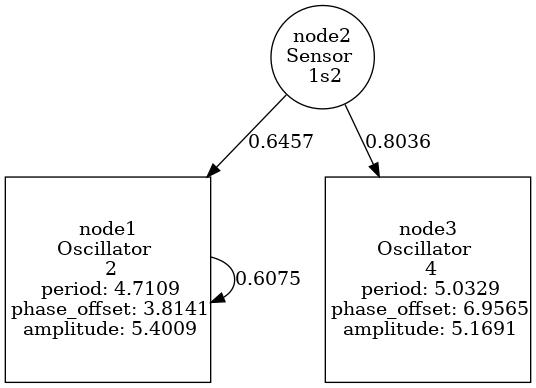 node2
Sensor
1s2
0.6457
0.8036
node1
Oscillator
2
period: 4.7109
phase_offset: 3.8141
amplitude: 5.4009
0.6075
node3
Oscillator
4
period: 5.0329
phase_offset: 6.9565
amplitude: 5.1691